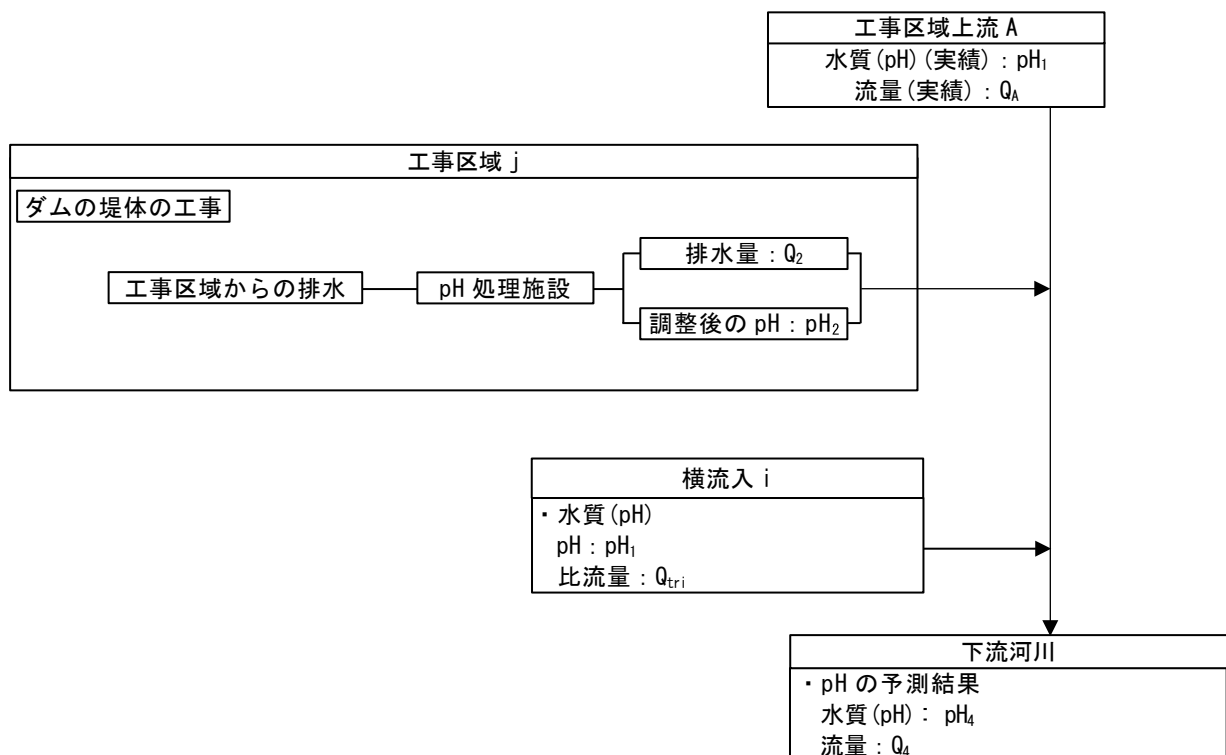 工事区域上流 A
水質(pH)(実績)：pH₁
流量(実績)：Q_A
工事区域 j
ダムの堤体の工事
排水量：Q₂
工事区域からの排水
pH 処理施設
調整後の pH：pH₂
横流入 i
・水質(pH)
pH：pH₁
比流量：Q_tri
下流河川
・pH の予測結果
水質(pH)： pH₄
流量：Q₄